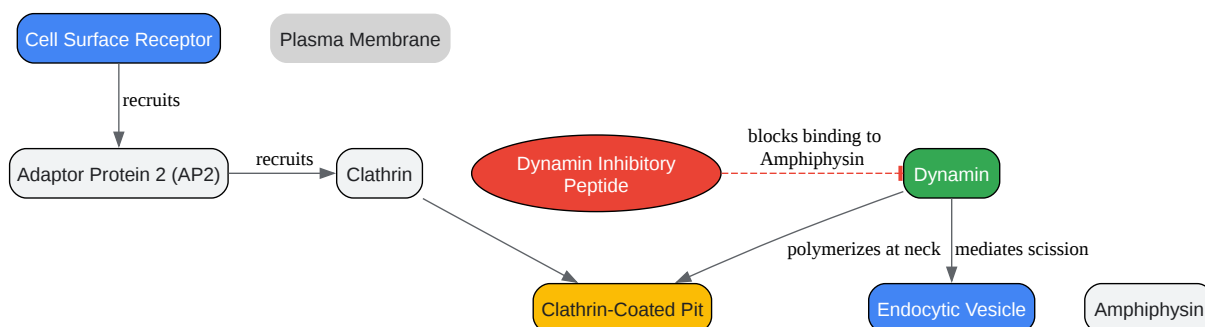 Cell Surface Receptor
Plasma Membrane
recruits
Adaptor Protein 2 (AP2)
recruits
Clathrin
Dynamin Inhibitory
Peptide
blocks binding to
Amphiphysin
Dynamin
polymerizes at neck
mediates scission
Clathrin-Coated Pit
Endocytic Vesicle
Amphiphysin